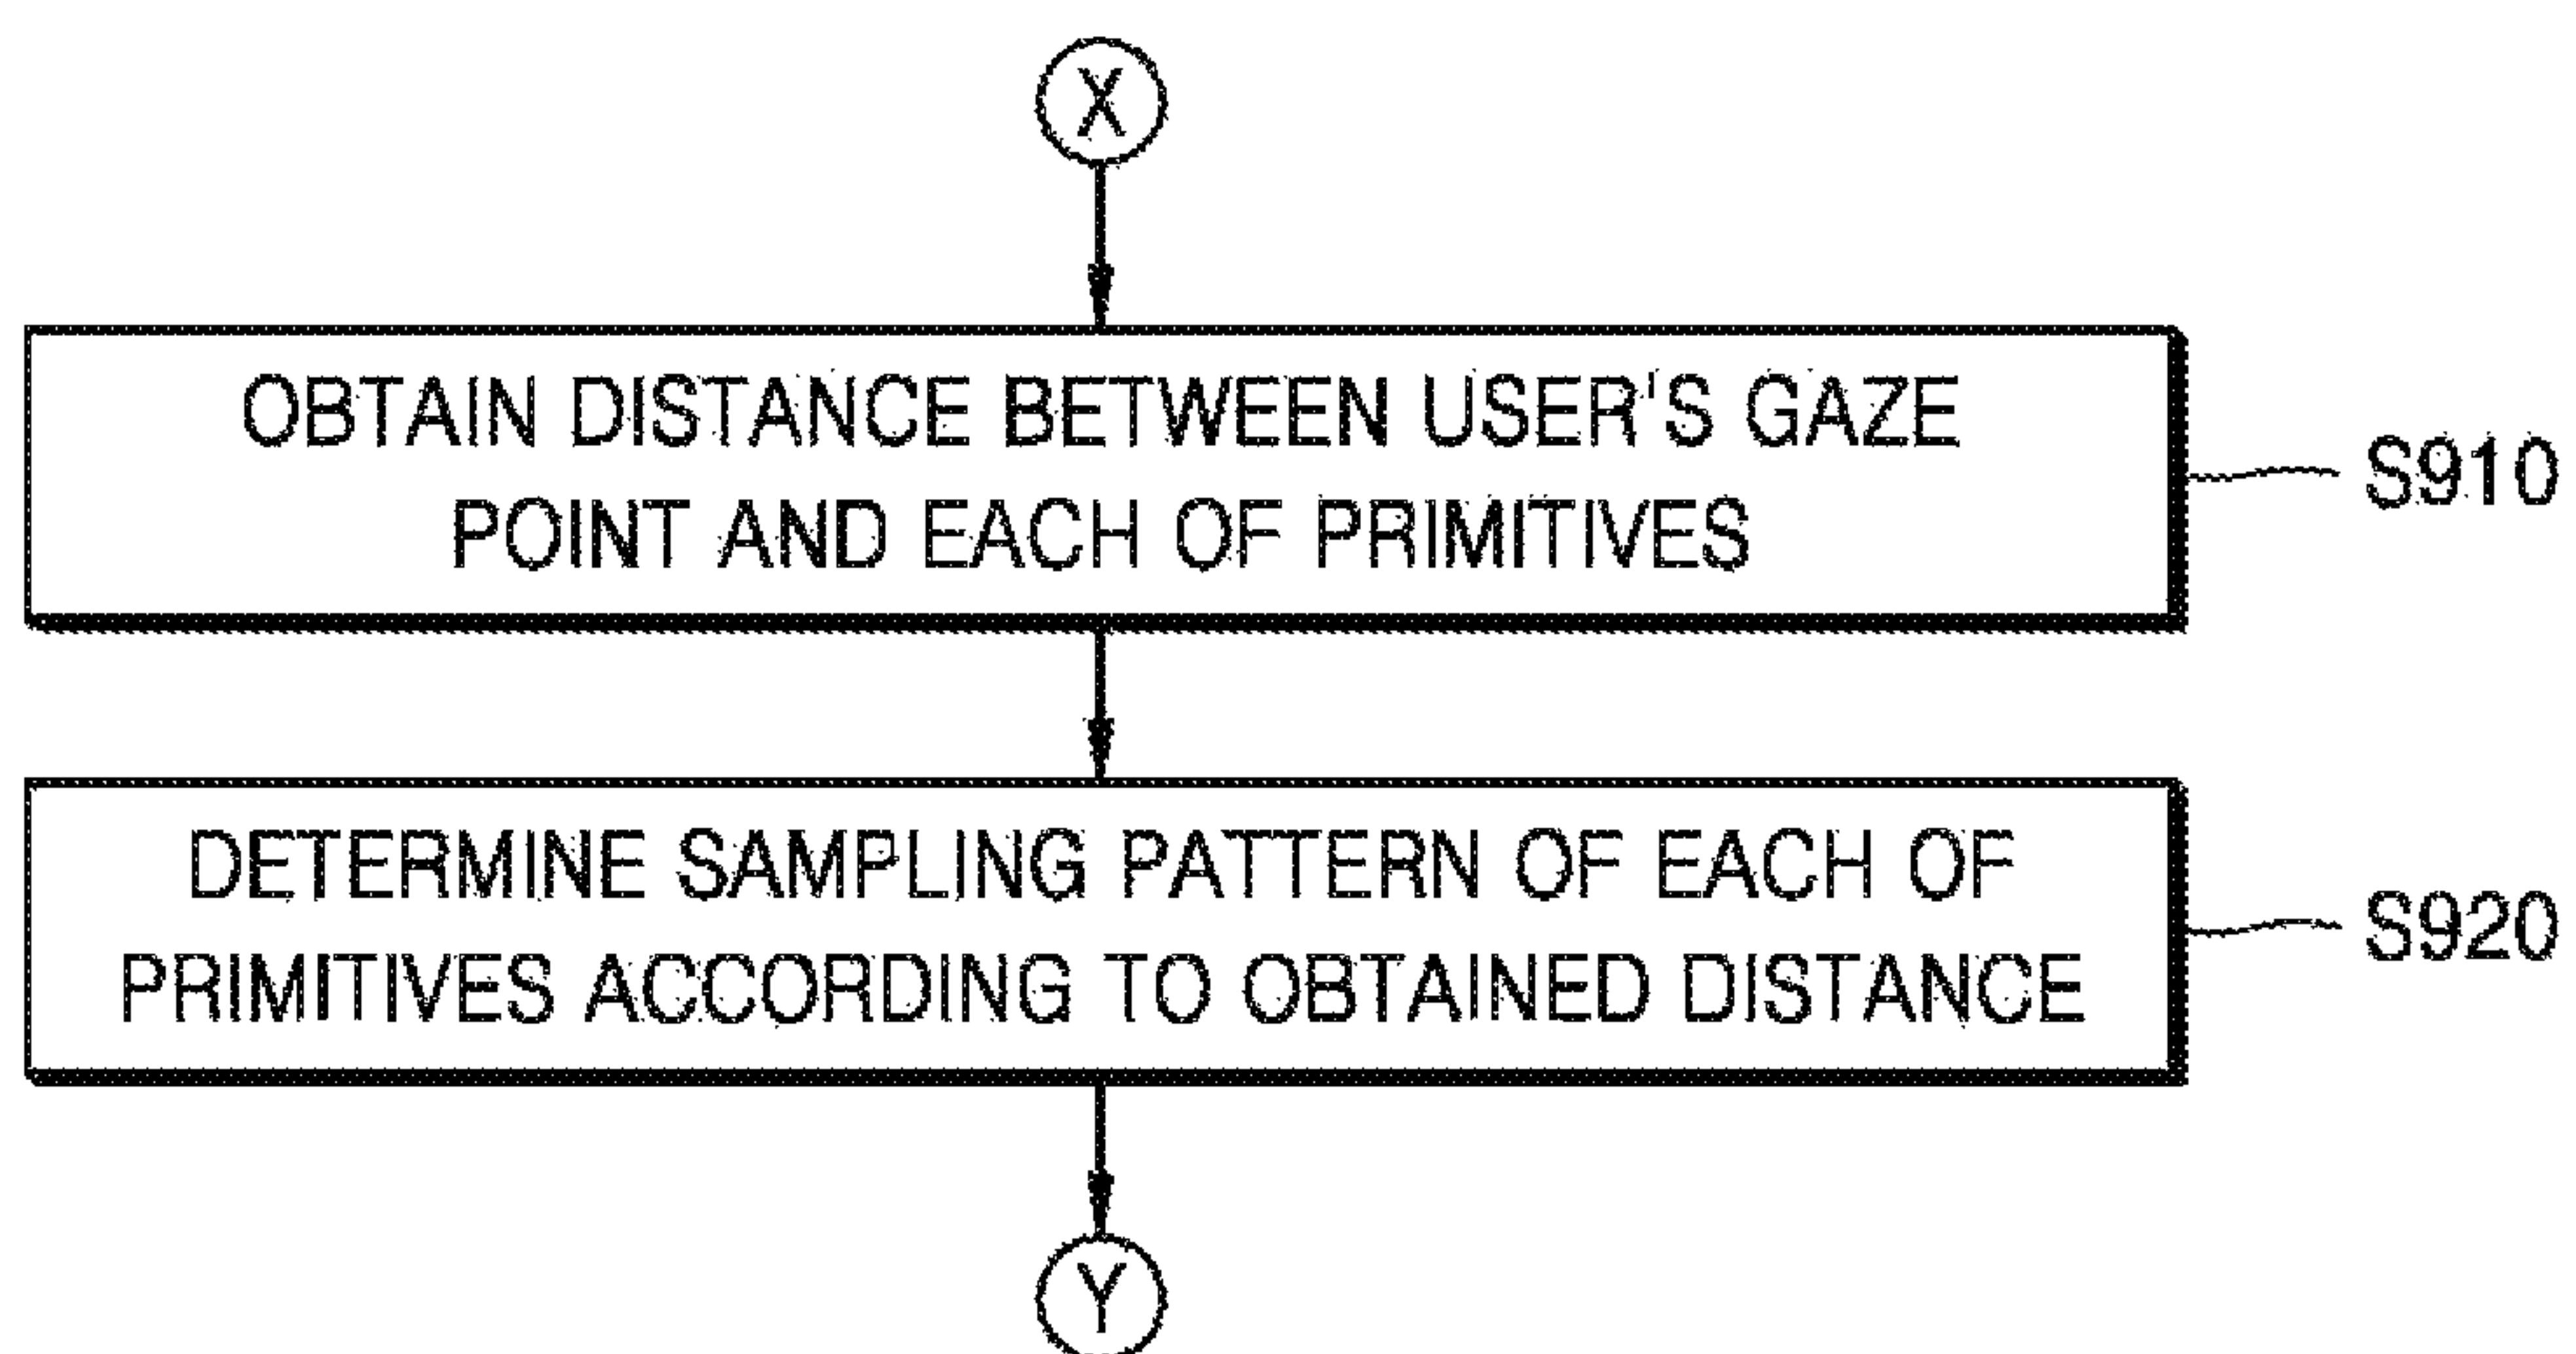 X
OBTAIN DISTANCE BETWEEN USER'S GAZE
POINT AND EACH OF PRIMITIVES
S910
DETERMINE SAMPLING PATTERN OF EACH OF
PRIMITIVES ACCORDING TO OBTAINED DISTANCE
S920
Y